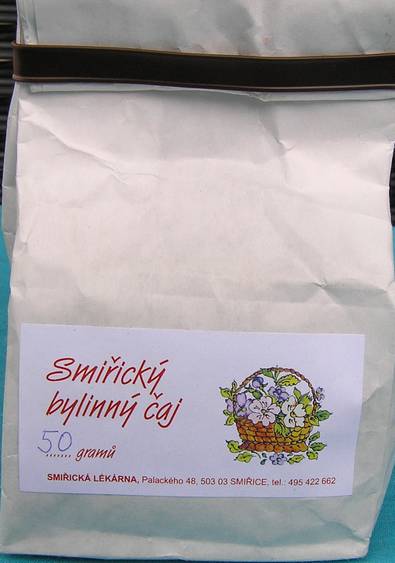 Smiřický
bylinný čaj
50 gramů
SMIŘICKÁ LÉKÁRNA, Palackého 48, 503 03 SMIŘICE, tel.: 495 422 662